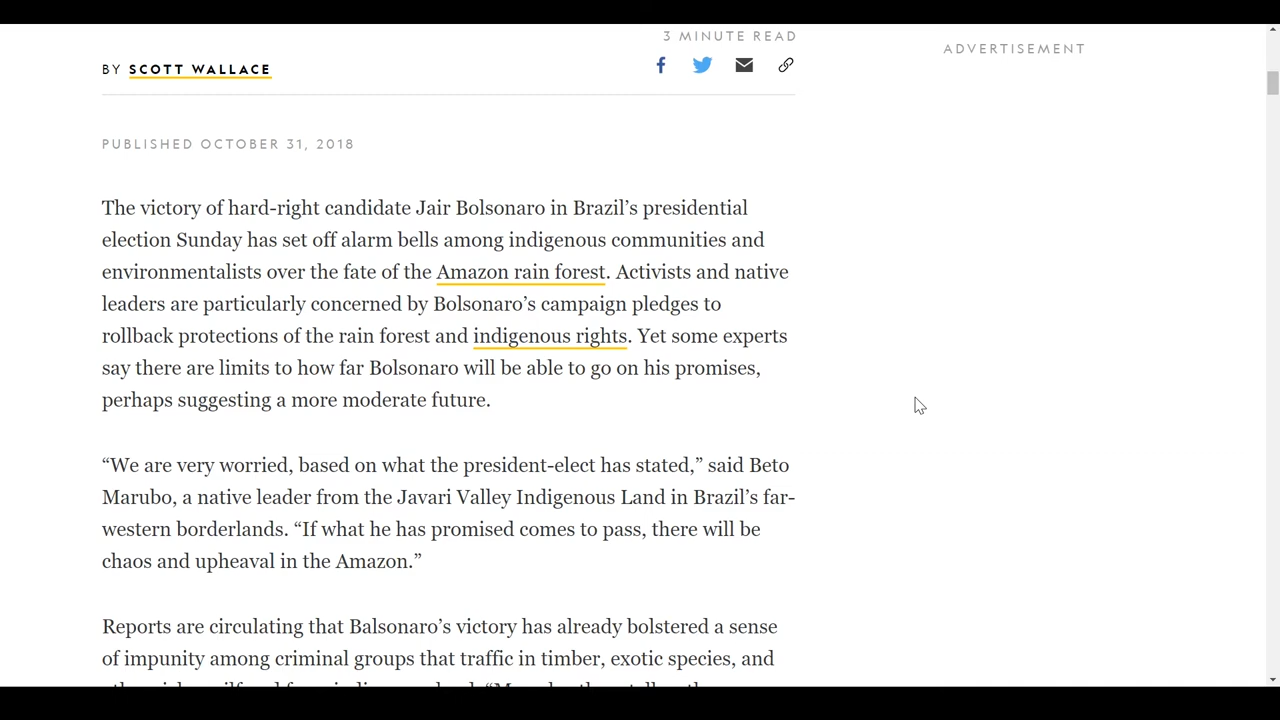 3 MINUTE READ
ADVERTISEMENT
BY SCOTT WALLACE
PUBLISHED OCTOBER 31, 2018
The victory of hard-right candidate Jair Bolsonaro in Brazil’s presidential
election Sunday has set off alarm bells among indigenous communities and
environmentalists over the fate of the Amazon rain forest. Activists and native
leaders are particularly concerned by Bolsonaro’s campaign pledges to
rollback protections of the rain forest and indigenous rights. Yet some experts
say there are limits to how far Bolsonaro will be able to go on his promises,
perhaps suggesting a more moderate future.
“We are very worried, based on what the president-elect has stated,” said Beto
Marubo, a native leader from the Javari Valley Indigenous Land in Brazil’s far-
western borderlands. “If what he has promised comes to pass, there will be
chaos and upheaval in the Amazon.”
Reports are circulating that Balsonaro’s victory has already bolstered a sense
of impunity among criminal groups that traffic in timber, exotic species, and